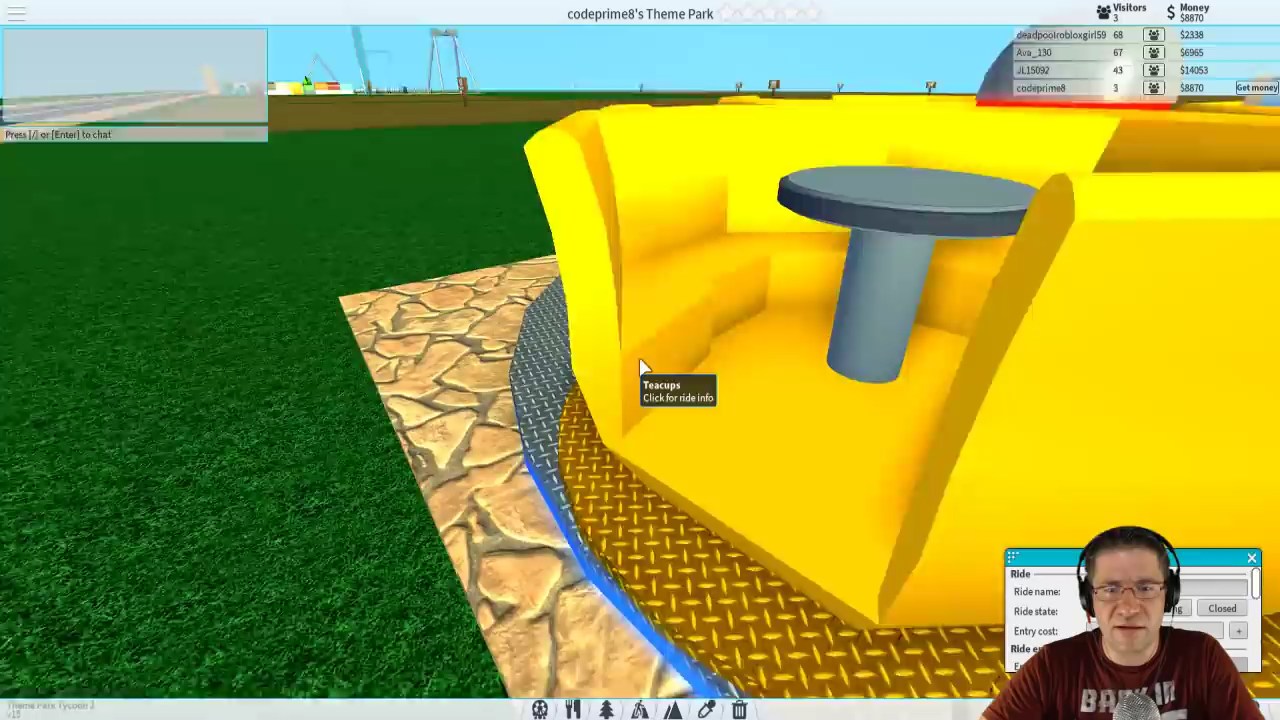 codeprime8's Theme Park
Visitors
3
Money
$8870
deadpoolrobloxgirl59 68 $2338
Ava_130 67 $6965
JL15092 43 $14053
codeprime8 3 $8870 Get money
Press [/] or [Enter] to chat
Teacups
Click for ride info
Ride
Ride name:
Ride state: Closed
Entry cost: +
Theme Park Tycoon 2